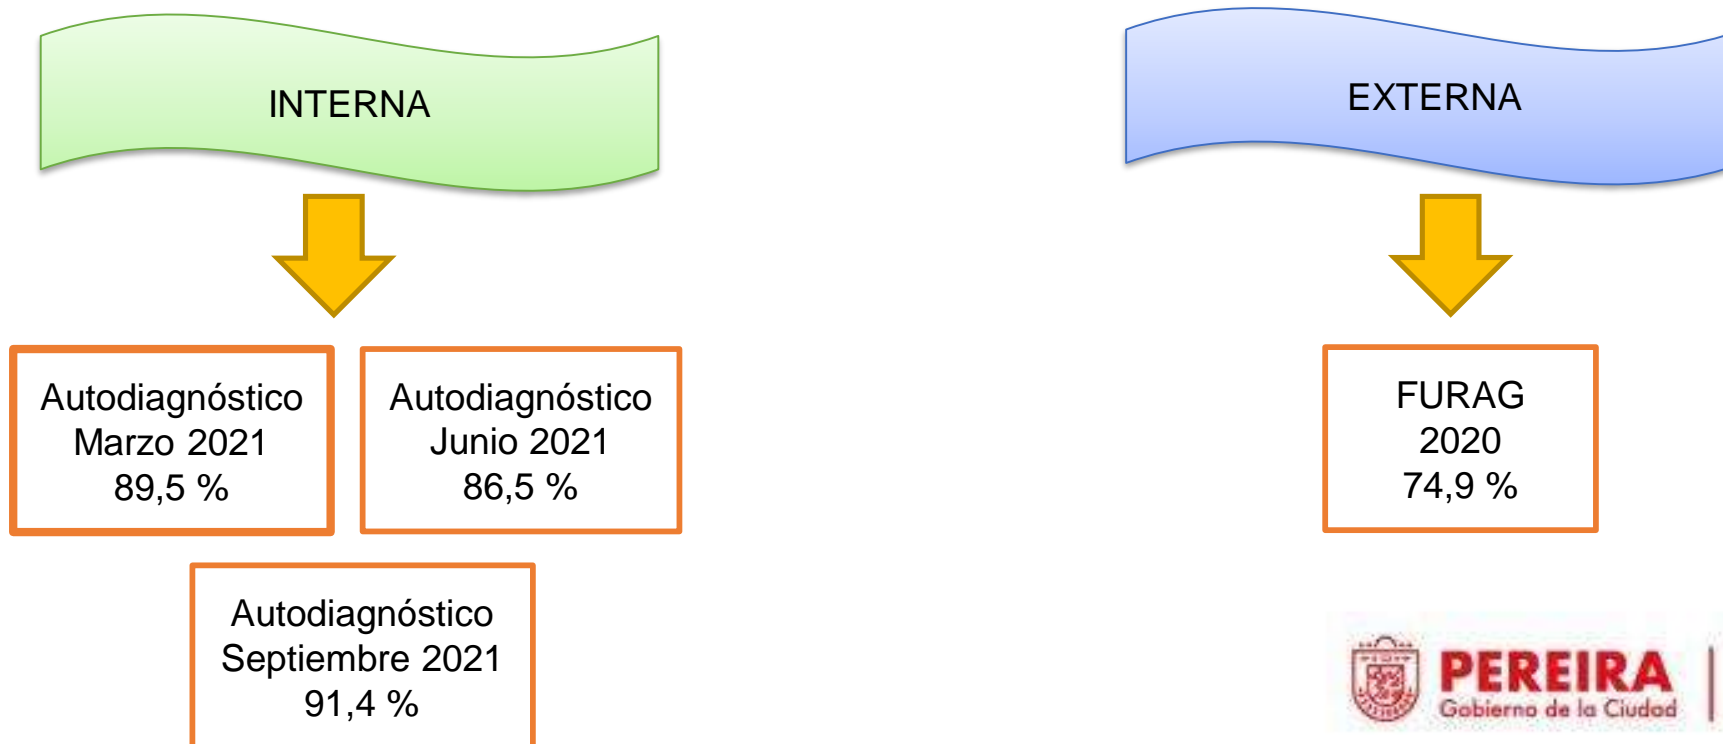 INTERNA
EXTERNA
Autodiagnóstico
Marzo 2021
89,5 %
Autodiagnóstico
Junio 2021
86,5 %
FURAG
2020
74,9 %
Autodiagnóstico
Septiembre 2021
91,4 %
PEREIRA
Gobierno de la Ciudad